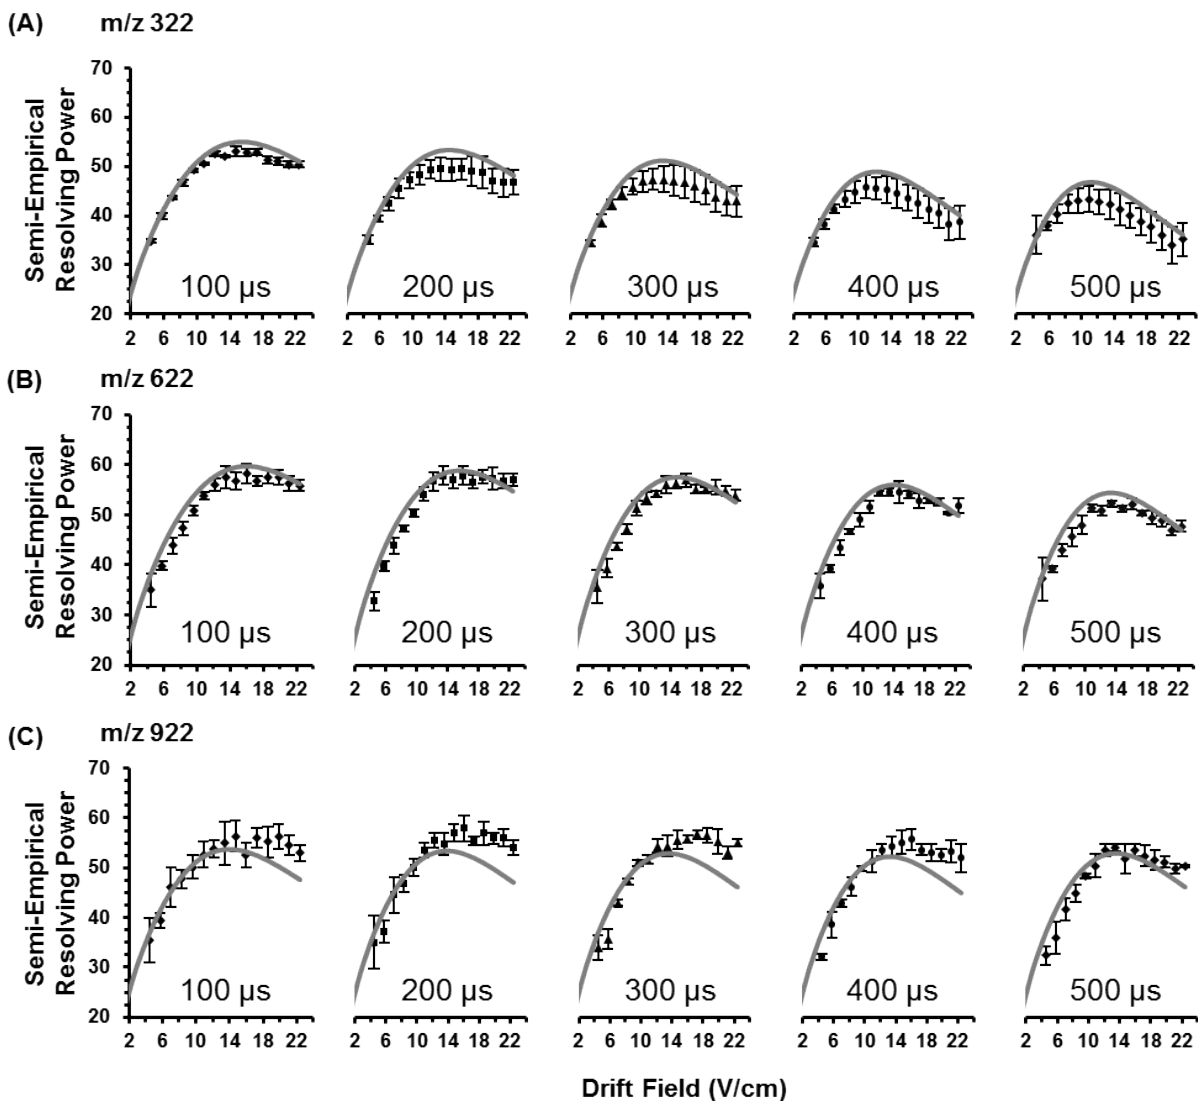 (A) m/z 322
Semi-Empirical
Resolving Power
70
60
50
40
30
20
100 µs 200 µs 300 µs 400 µs 500 µs
2 6 10 14 18 22 2 6 10 14 18 22 2 6 10 14 18 22 2 6 10 14 18 22 2 6 10 14 18 22
(B) m/z 622
Semi-Empirical
Resolving Power
70
60
50
40
30
20
100 µs 200 µs 300 µs 400 µs 500 µs
2 6 10 14 18 22 2 6 10 14 18 22 2 6 10 14 18 22 2 6 10 14 18 22 2 6 10 14 18 22
(C) m/z 922
Semi-Empirical
Resolving Power
70
60
50
40
30
20
100 µs 200 µs 300 µs 400 µs 500 µs
2 6 10 14 18 22 2 6 10 14 18 22 2 6 10 14 18 22 2 6 10 14 18 22 2 6 10 14 18 22
Drift Field (V/cm)